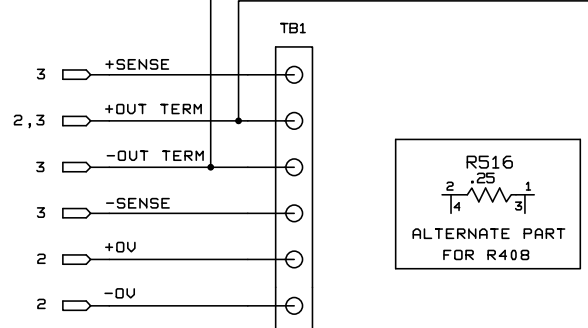 TB1
3 +SENSE
2,3 +OUT TERM
3 -OUT TERM
3 -SENSE
2 +OV
2 -OV
R516
.25
2 1
4 3
ALTERNATE PART
FOR R408